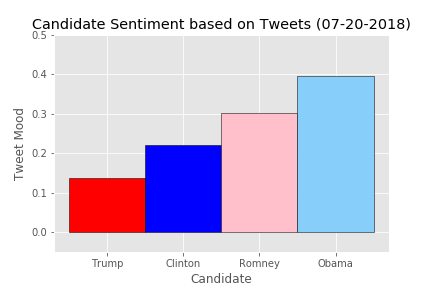 Candidate Sentiment based on Tweets (07-20-2018)
0.5
0.4
0.3
0.2
0.1
0.0
Tweet Mood
Trump Clinton Romney Obama
Candidate